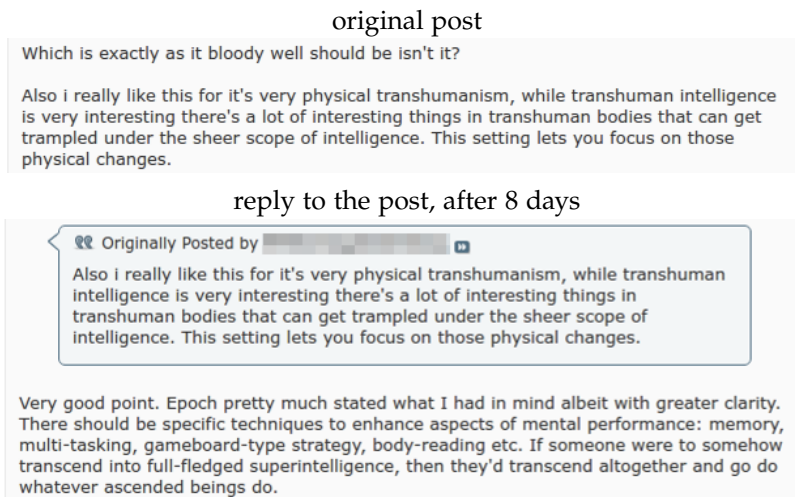 original post
Which is exactly as it bloody well should be isn't it?
Also i really like this for it's very physical transhumanism, while transhuman intelligence
is very interesting there's a lot of interesting things in transhuman bodies that can get
trampled under the sheer scope of intelligence. This setting lets you focus on those
physical changes.
reply to the post, after 8 days
Originally Posted by
Also i really like this for it's very physical transhumanism, while transhuman
intelligence is very interesting there's a lot of interesting things in
transhuman bodies that can get trampled under the sheer scope of
intelligence. This setting lets you focus on those physical changes.
Very good point. Epoch pretty much stated what I had in mind albeit with greater clarity.
There should be specific techniques to enhance aspects of mental performance: memory,
multi-tasking, gameboard-type strategy, body-reading etc. If someone were to somehow
transcend into full-fledged superintelligence, then they'd transcend altogether and go do
whatever ascended beings do.